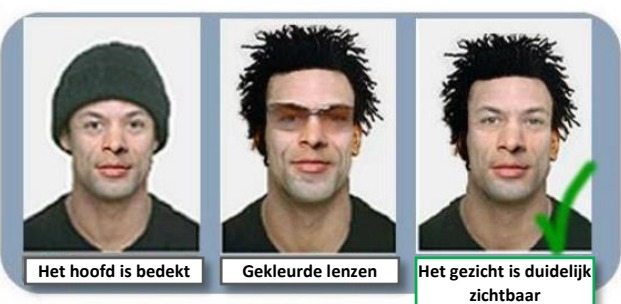 Het hoofd is bedekt
Gekleurde lenzen
Het gezicht is duidelijk
zichtbaar